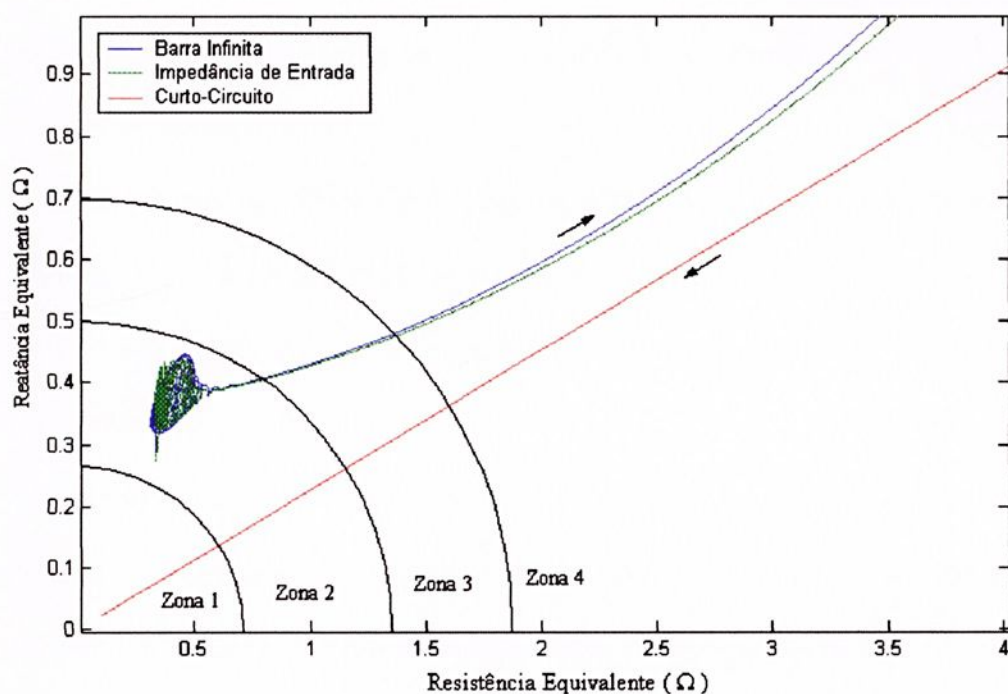 Barra Infinita
Impedância de Entrada
Curto-Circuito
Reatância Equivalente ( Ω )
0.9
0.8
0.7
0.6
0.5
0.4
0.3
0.2
0.1
0
Zona 1
Zona 2
Zona 3
Zona 4
0.5
1
1.5
2
2.5
3
3.5
4
Resistência Equivalente ( Ω )